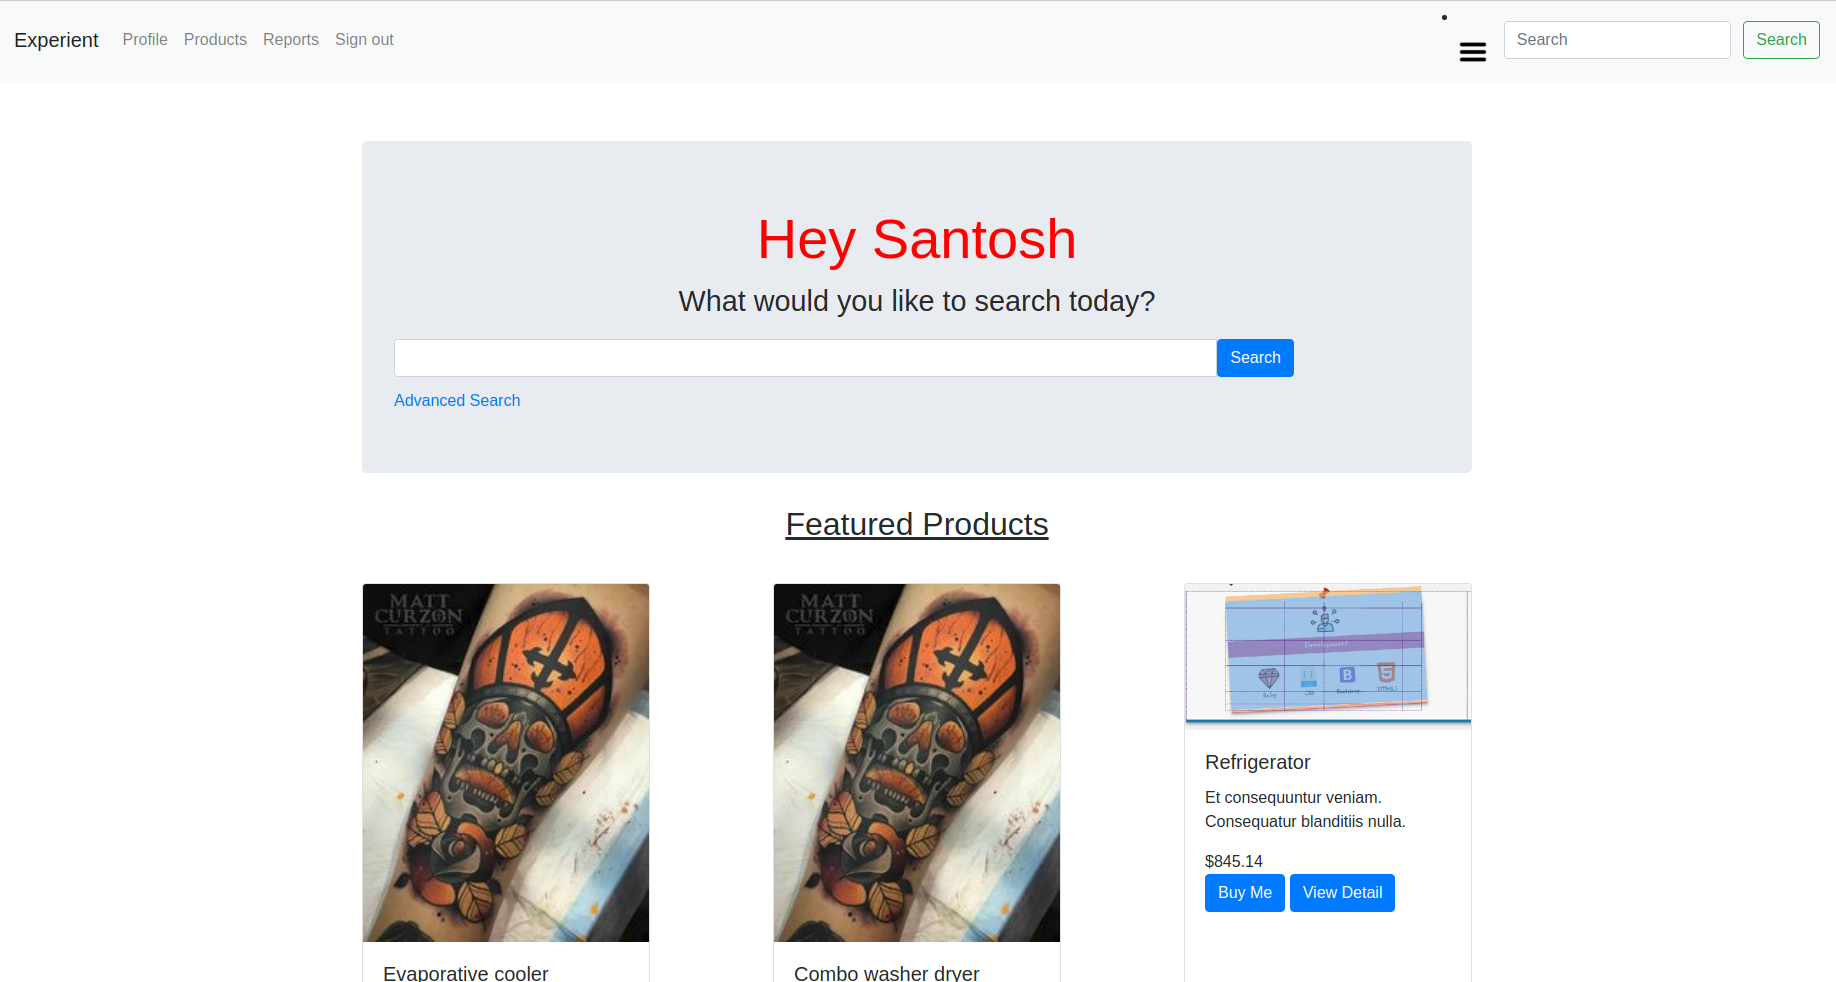 Experient Profile Products Reports Sign out Search Search
Hey Santosh
What would you like to search today?
Search
Advanced Search
Featured Products
MATT
CURZON
TATTOO
MATT
CURZON
TATTOO
Development
Ruby CSS Bootstrap HTML5
Refrigerator
Et consequuntur veniam.
Consequatur blanditiis nulla.
$845.14
Buy Me View Detail
Evaporative cooler
Combo washer dryer